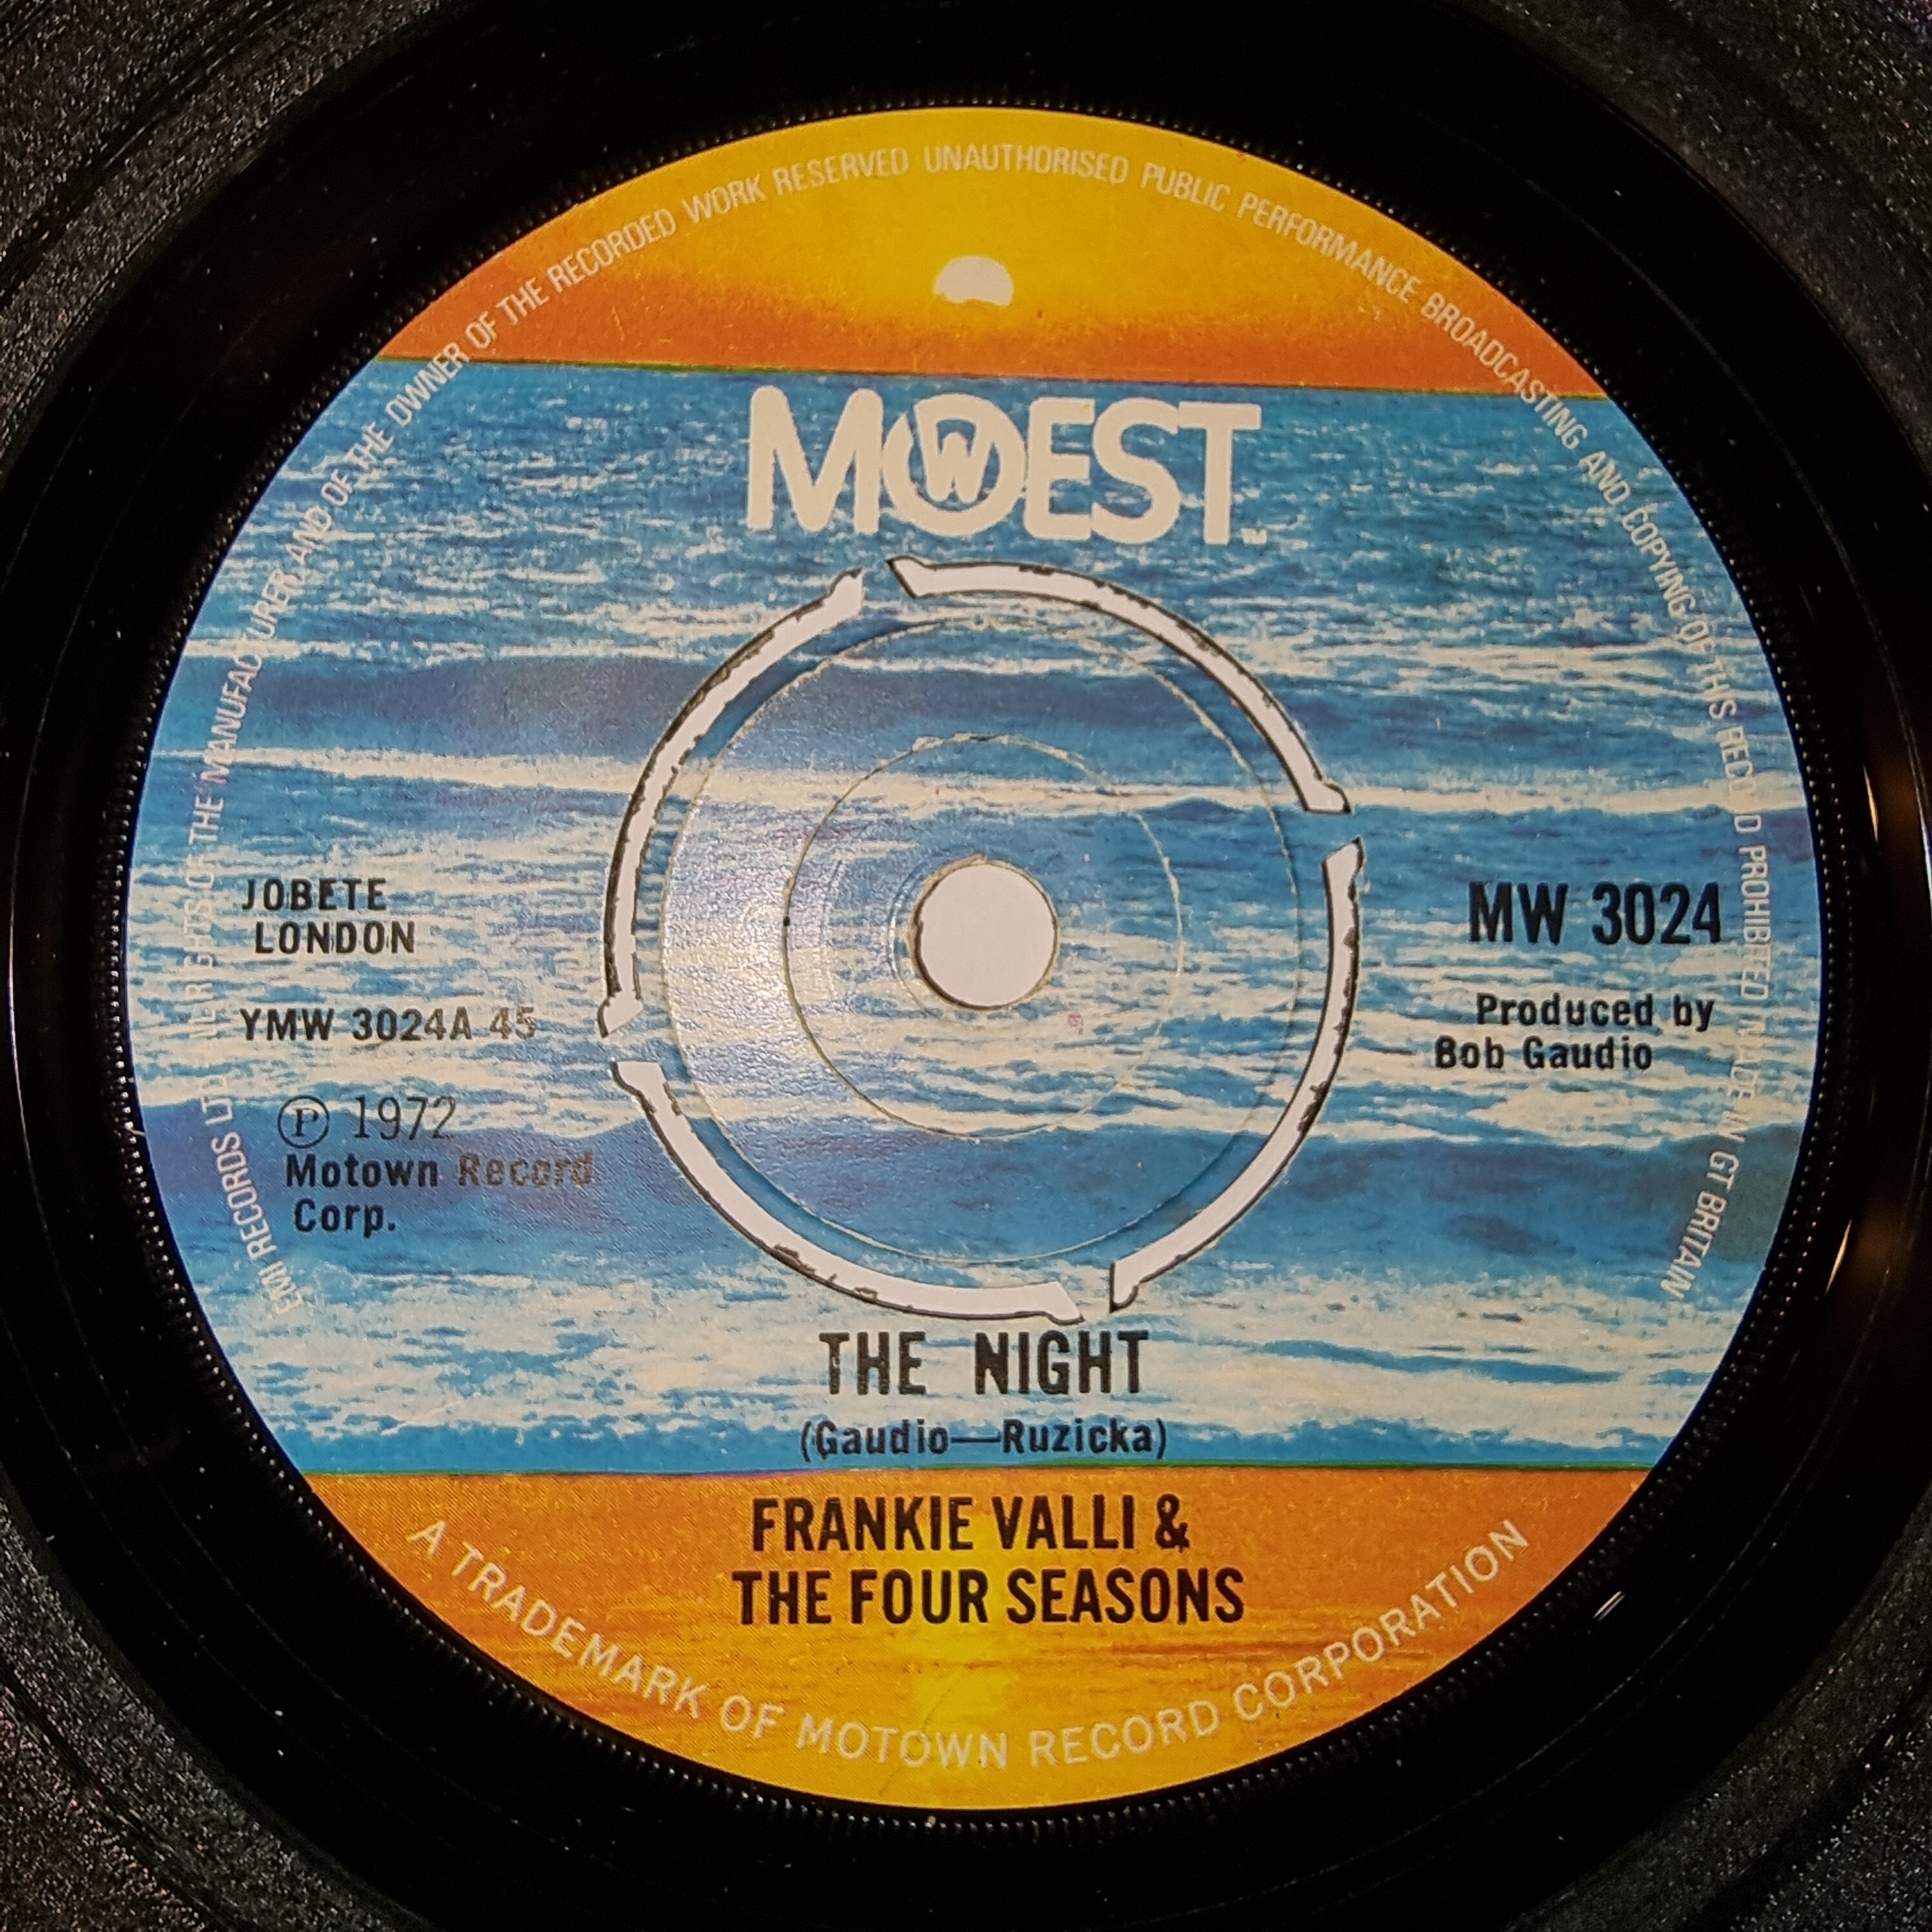 EMI RECORDS LTD ALL RIGHTS OF THE MANUFACTURER AND OF THE OWNER OF THE RECORDED WORK RESERVED UNAUTHORISED PUBLIC PERFORMANCE BROADCASTING AND COPYING OF THIS RECORD PROHIBITED MADE IN GT BRITAIN
MOWEST TM
JOBETE
LONDON
YMW 3024A 45
Ⓟ 1972
Motown Record
Corp.
MW 3024
Produced by
Bob Gaudio
THE NIGHT
(Gaudio—Ruzicka)
FRANKIE VALLI &
THE FOUR SEASONS
A TRADEMARK OF MOTOWN RECORD CORPORATION